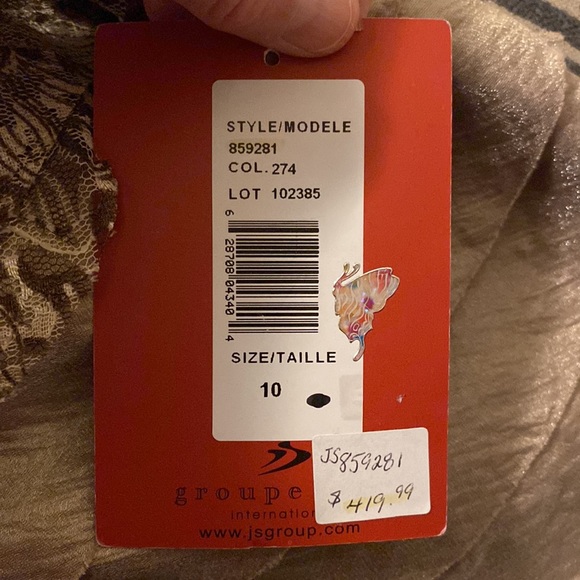 STYLE/MODELE
859281
COL. 274
LOT 102385
6 28708 04340 4
SIZE/TAILLE
10
JS859281
$ 419.99
groupe
internation
www.jsgroup.com